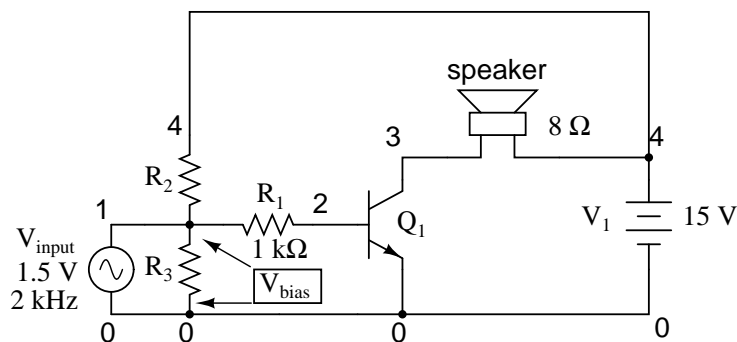 speaker
4
3
8 Ω
4
R2
R1
1
2
Q1
V1
15 V
Vinput
1.5 V
2 kHz
R3
1 kΩ
Vbias
0
0
0
0